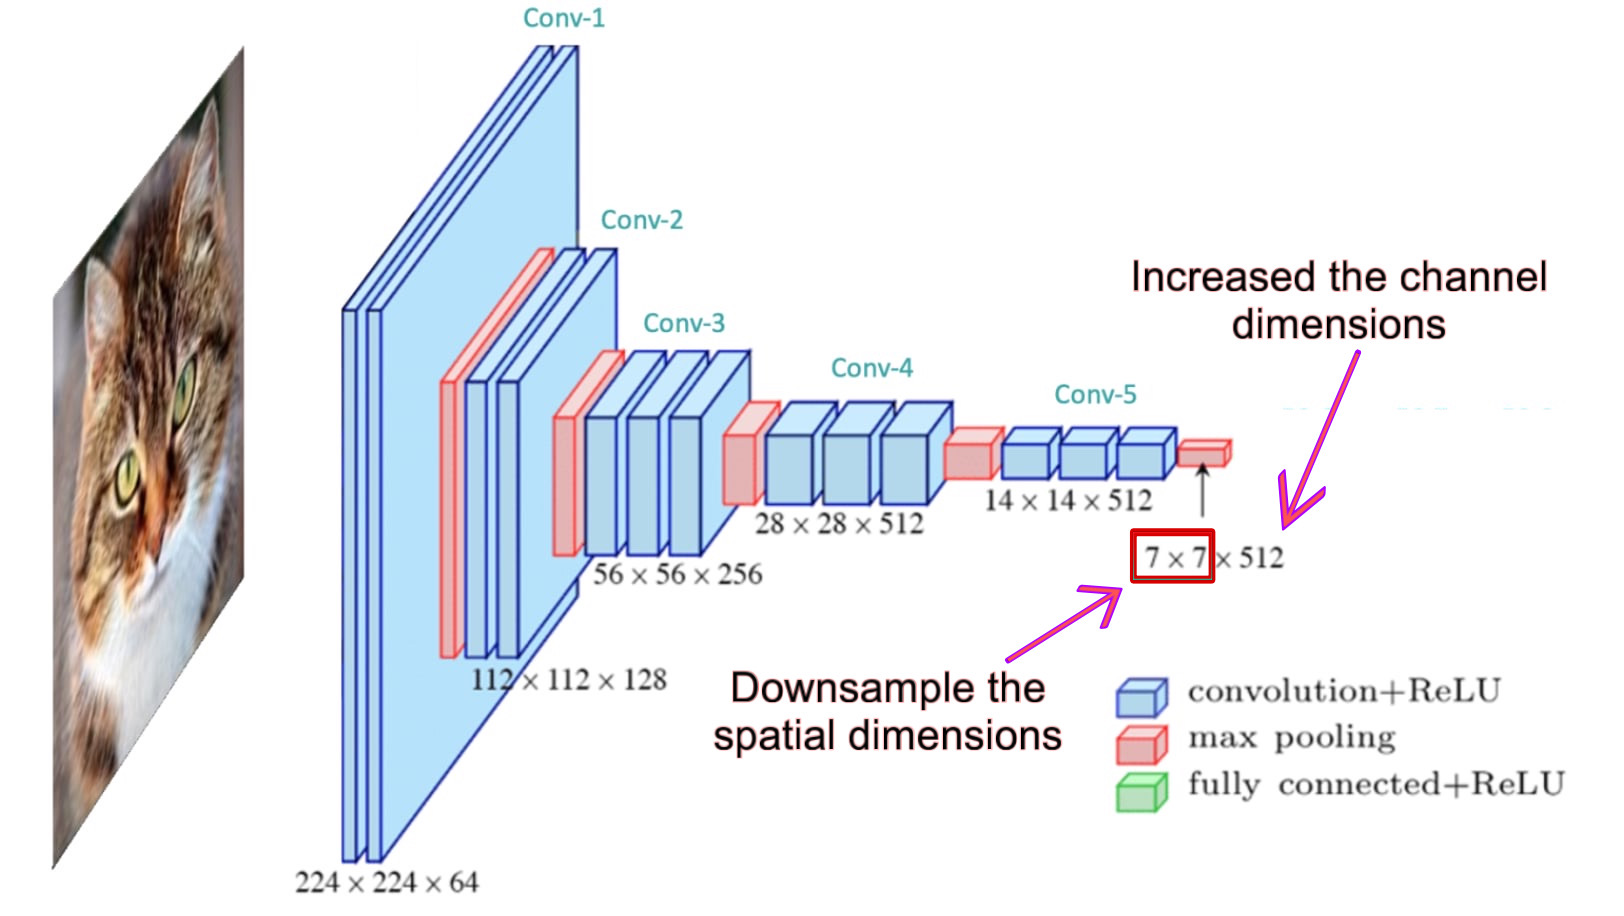 Conv-1
Conv-2
Conv-3
Conv-4
Conv-5
Increased the channel
dimensions
224 × 224 × 64
112 × 112 × 128
56 × 56 × 256
28 × 28 × 512
14 × 14 × 512
7 × 7 × 512
Downsample the
spatial dimensions
convolution+ReLU
max pooling
fully connected+ReLU